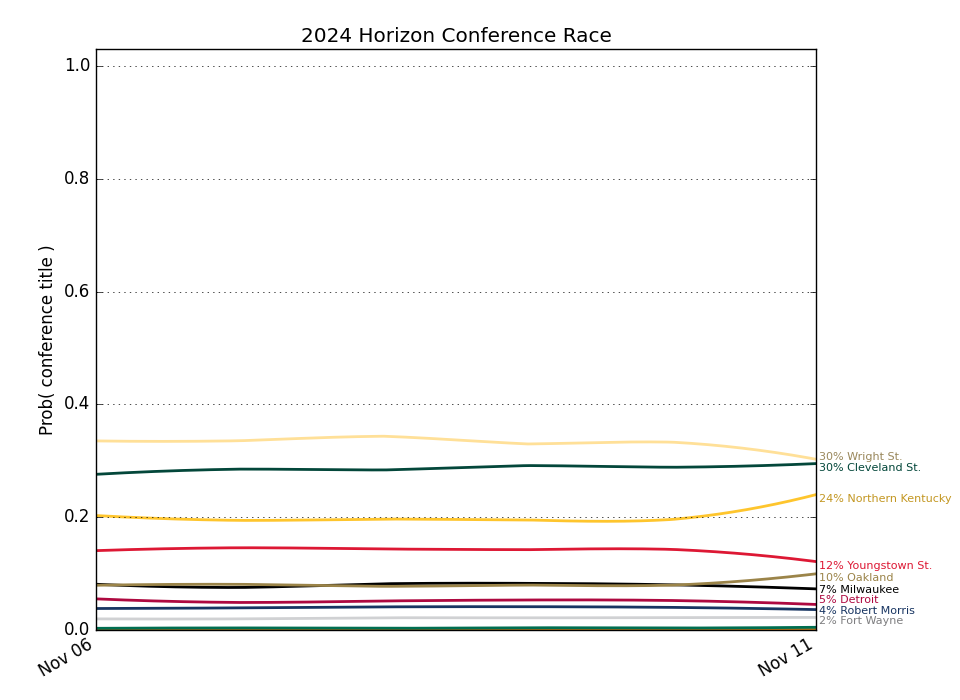 2024 Horizon Conference Race
Prob( conference title )
1.0
0.8
0.6
0.4
0.2
0.0
Nov 06
Nov 11
30% Wright St.
30% Cleveland St.
24% Northern Kentucky
12% Youngstown St.
10% Oakland
7% Milwaukee
5% Detroit
4% Robert Morris
2% Fort Wayne